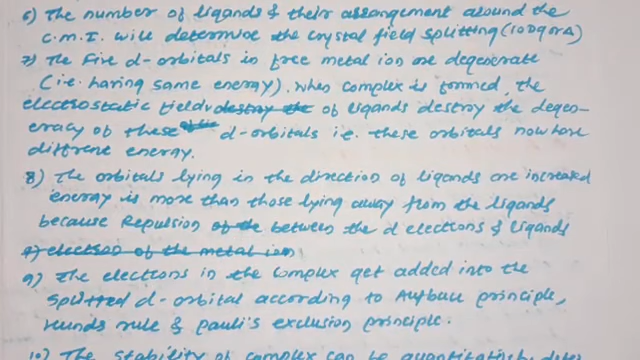 6) The number of ligands & their arrangement around the
C.M.I. will determine the Crystal field splitting (10DqorΔ)
7) The Five d-orbitals in free metal ion are degenerate
(i.e. having same energy). When complex is formed, the
electrostatic field destroy the of ligands destroy the degen-
eracy of these d-orbitals i.e. these orbitals now have
different energy.
8) The orbitals lying in the direction of ligands are increased
energy is more than those lying away from the ligands
because Repulsion of the between the d electrons & ligands
9) electron of the metal ion
9) The electrons in the Complex get added into the
Splitted d-orbital according to Aufbau principle,
Hunds rule & pauli's exclusion principle.
10) The stability of complex can be quantitatively